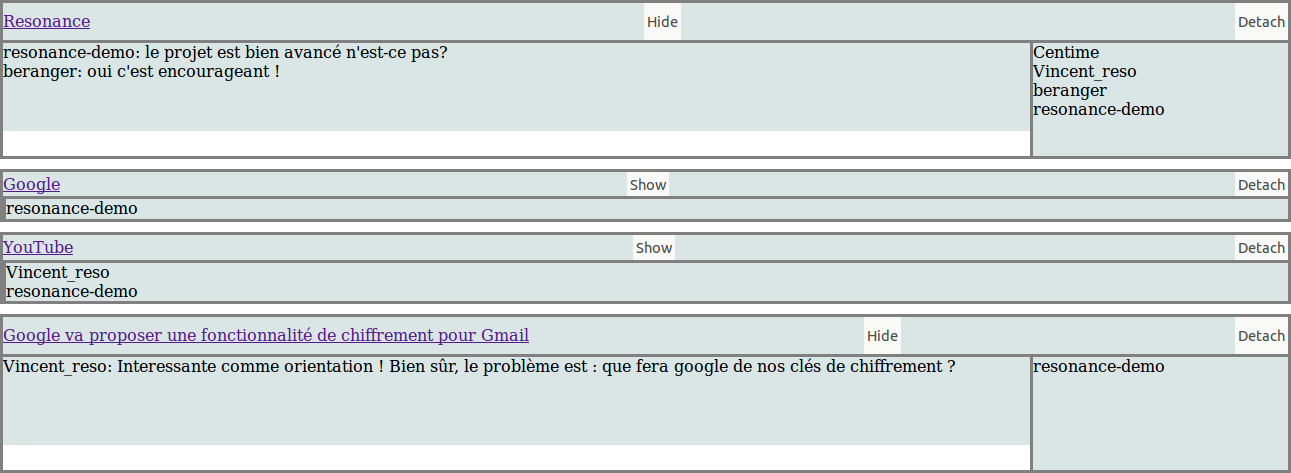 Resonance Hide Detach
resonance-demo: le projet est bien avancé n'est-ce pas?
beranger: oui c'est encourageant !
Centime
Vincent_reso
beranger
resonance-demo
Google Show Detach
resonance-demo
YouTube Show Detach
Vincent_reso
resonance-demo
Google va proposer une fonctionnalité de chiffrement pour Gmail Hide Detach
Vincent_reso: Interessante comme orientation ! Bien sûr, le problème est : que fera google de nos clés de chiffrement ?
resonance-demo